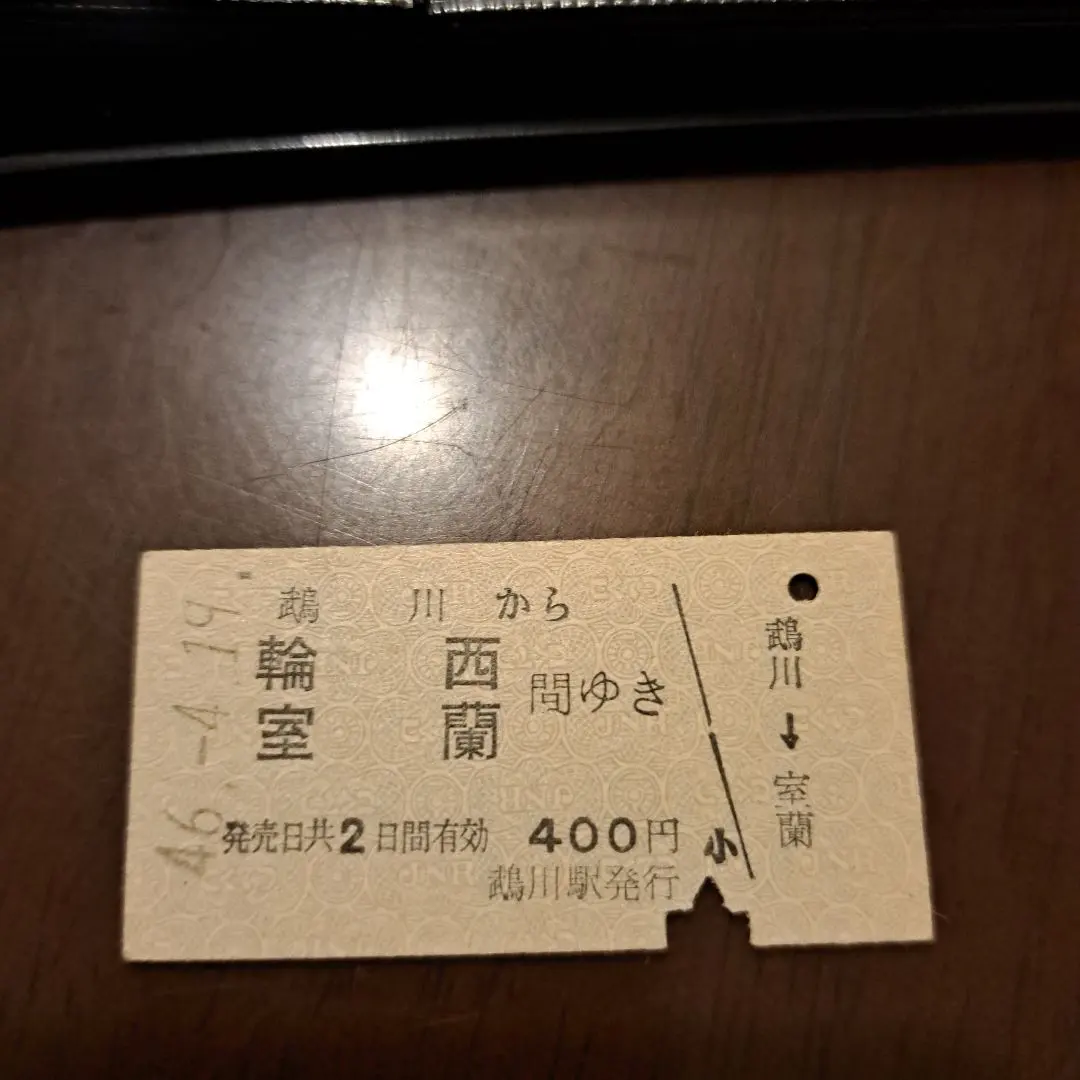 46.-4.19
鵡川から
輪西
室蘭
間ゆき
発売日共2日間有効 400円
鵡川駅発行
小
鵡川→室蘭